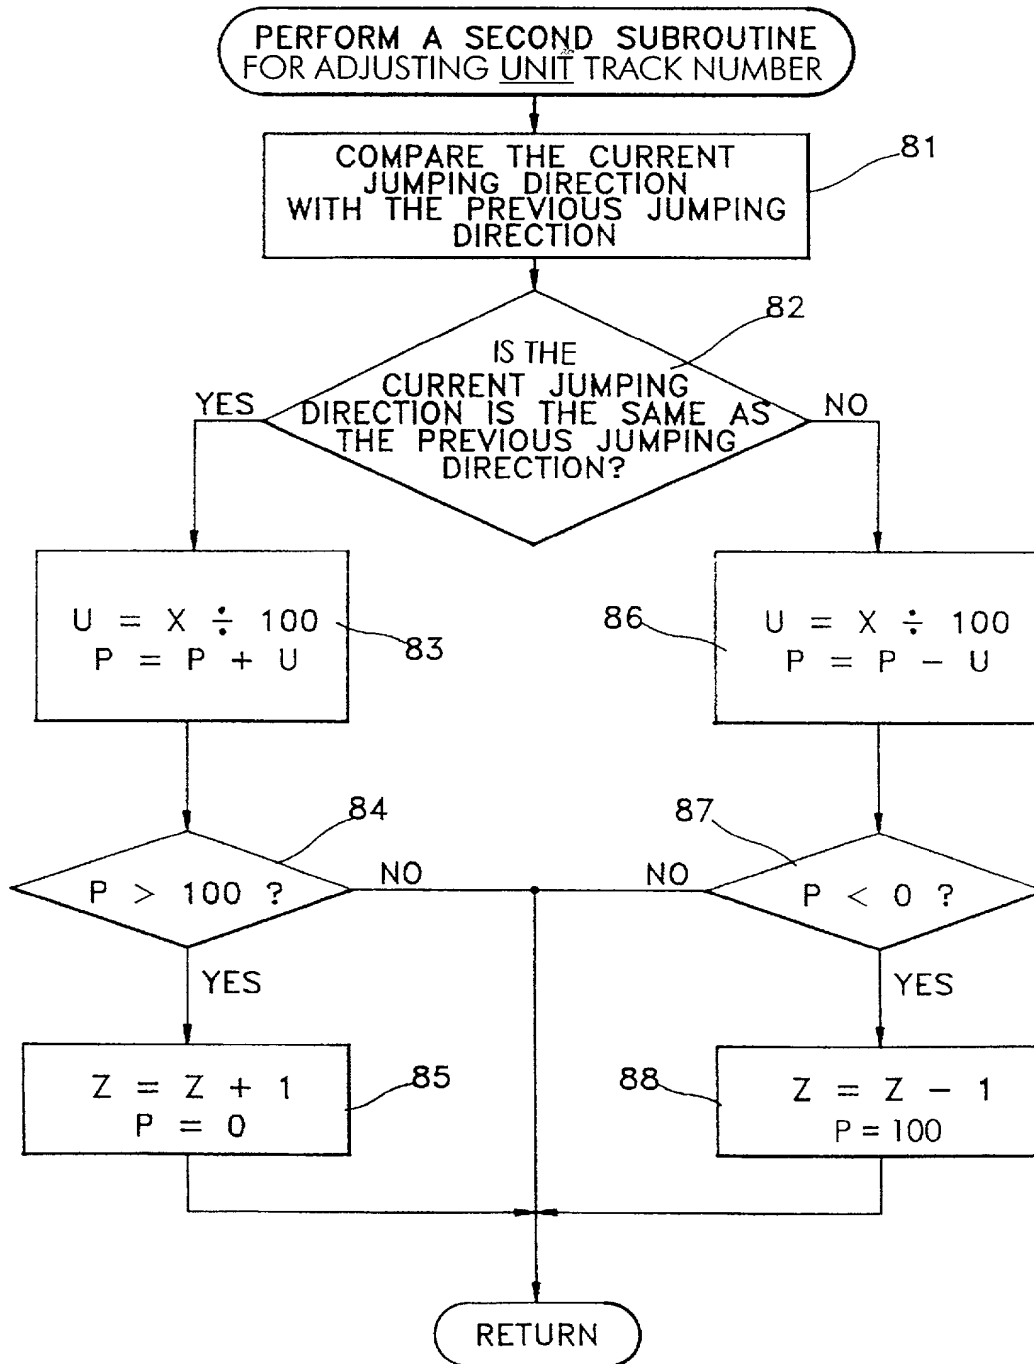 PERFORM A SECOND SUBROUTINE
FOR ADJUSTING UNIT TRACK NUMBER
COMPARE THE CURRENT
JUMPING DIRECTION
WITH THE PREVIOUS JUMPING
DIRECTION
81
IS THE
CURRENT JUMPING
DIRECTION IS THE SAME AS
THE PREVIOUS JUMPING
DIRECTION?
82
YES
NO
U = X ÷ 100
P = P + U
83
U = X ÷ 100
P = P - U
86
P > 100 ?
84
NO
YES
P < 0 ?
87
NO
YES
Z = Z + 1
P = 0
85
Z = Z - 1
P = 100
88
RETURN